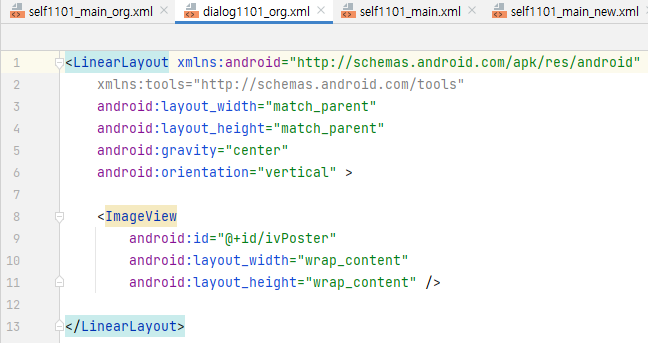 self1101_main_org.xml dialog1101_org.xml self1101_main.xml self1101_main_new.xml
1 <LinearLayout xmlns:android="http://schemas.android.com/apk/res/android"
2 xmlns:tools="http://schemas.android.com/tools"
3 android:layout_width="match_parent"
4 android:layout_height="match_parent"
5 android:gravity="center"
6 android:orientation="vertical" >
7
8 <ImageView
9 android:id="@+id/ivPoster"
10 android:layout_width="wrap_content"
11 android:layout_height="wrap_content" />
12
13 </LinearLayout>